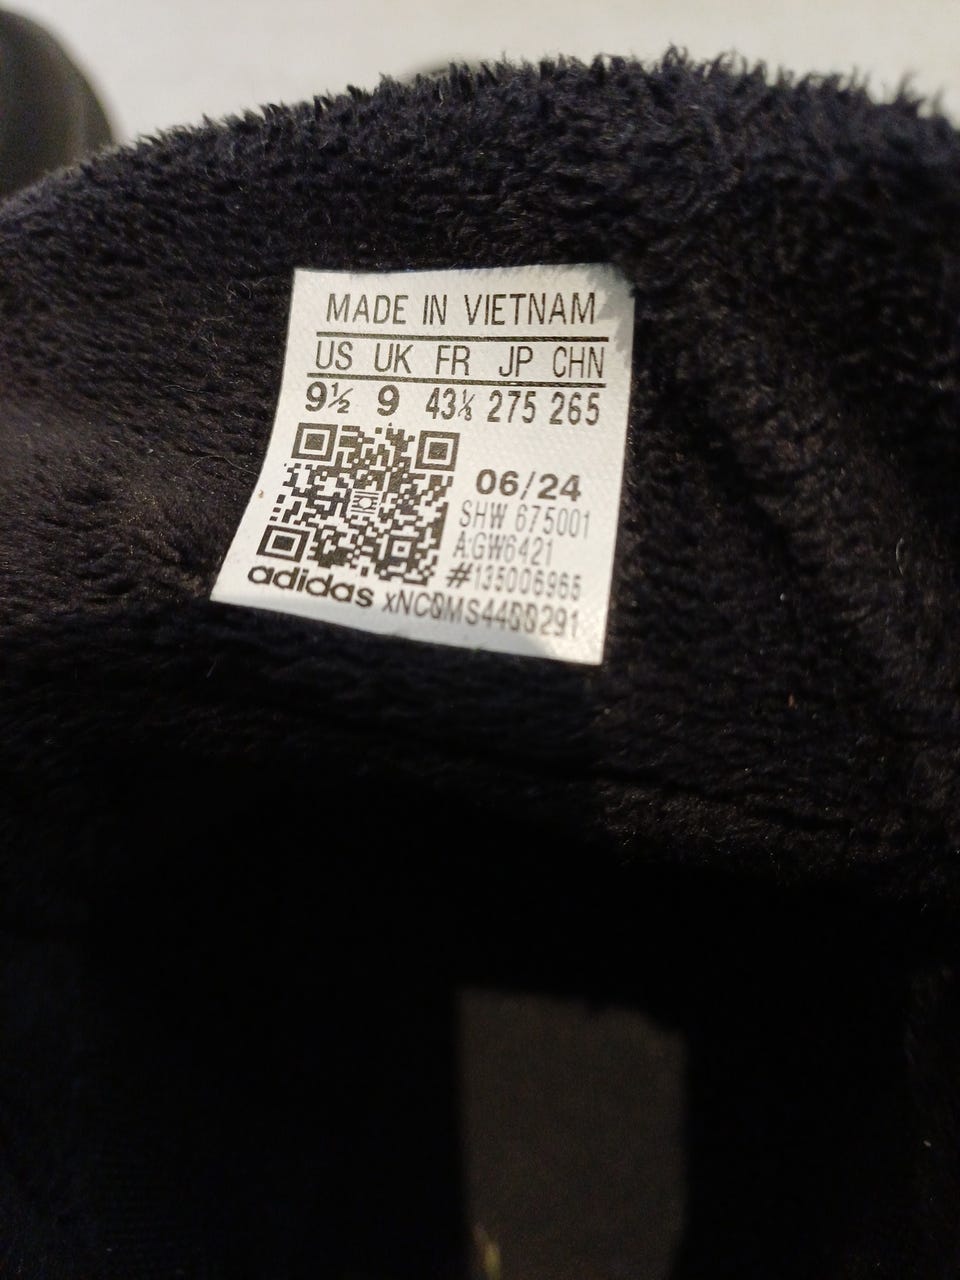 MADE IN VIETNAM
US UK FR JP CHN
9½ 9 43⅓ 275 265
06/24
SHW 675001
A:GW6421
#135006965
adidas